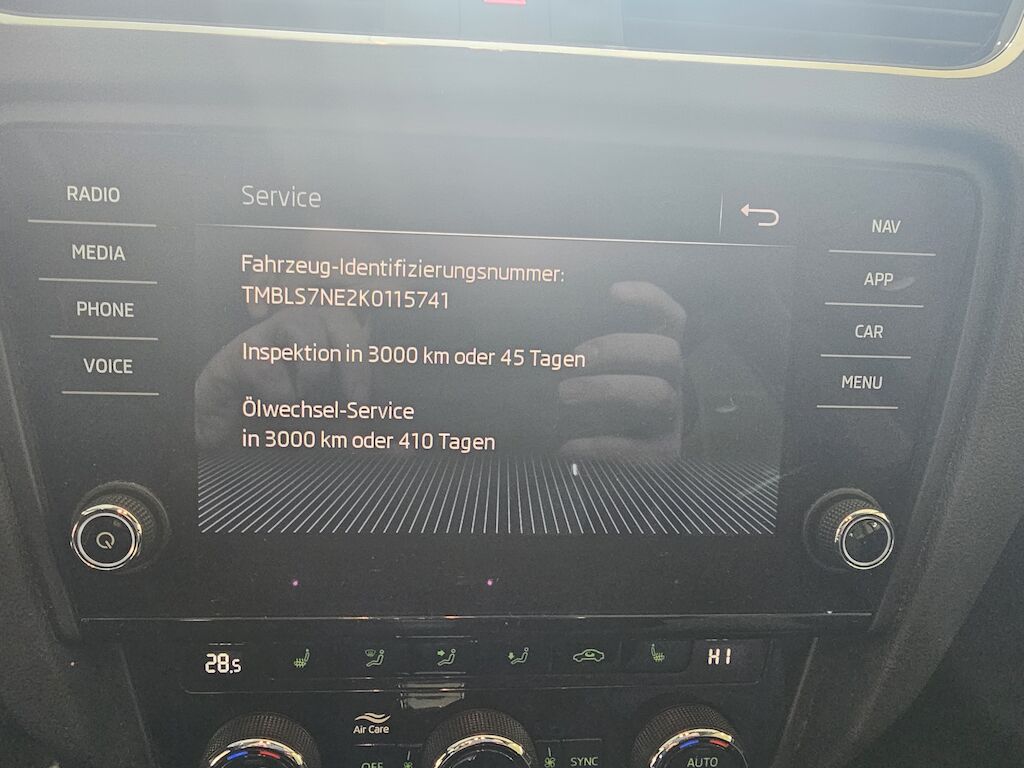 RADIO
MEDIA
PHONE
VOICE
Service
Fahrzeug-Identifizierungsnummer:
TMBLS7NE2K0115741
Inspektion in 3000 km oder 45 Tagen
Ölwechsel-Service
in 3000 km oder 410 Tagen
NAV
APP
CAR
MENU
28.5
HI
Air Care
OFF
SYNC
AUTO